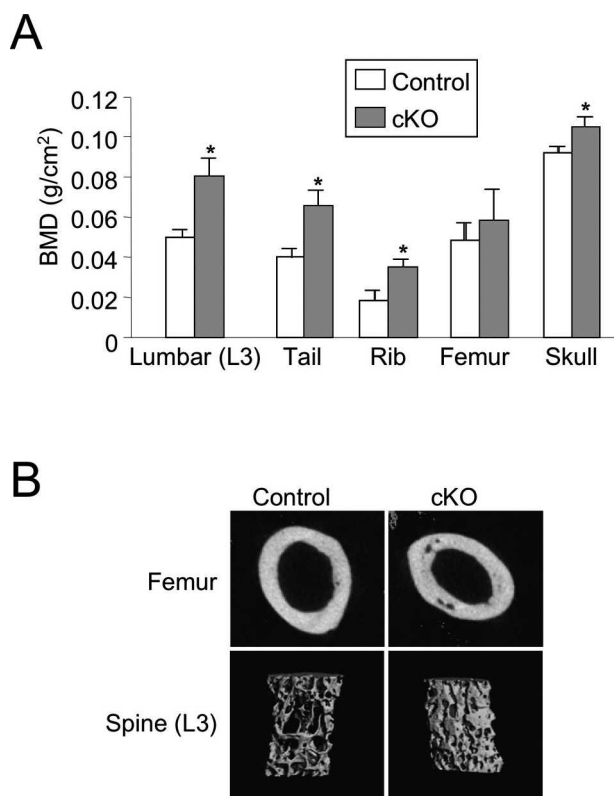 A
Control
cKO
BMD (g/cm²)
0.12
0.10
0.08
0.06
0.04
0.02
0
*
*
*
*
Lumbar (L3) Tail Rib Femur Skull
B
Control cKO
Femur
Spine (L3)